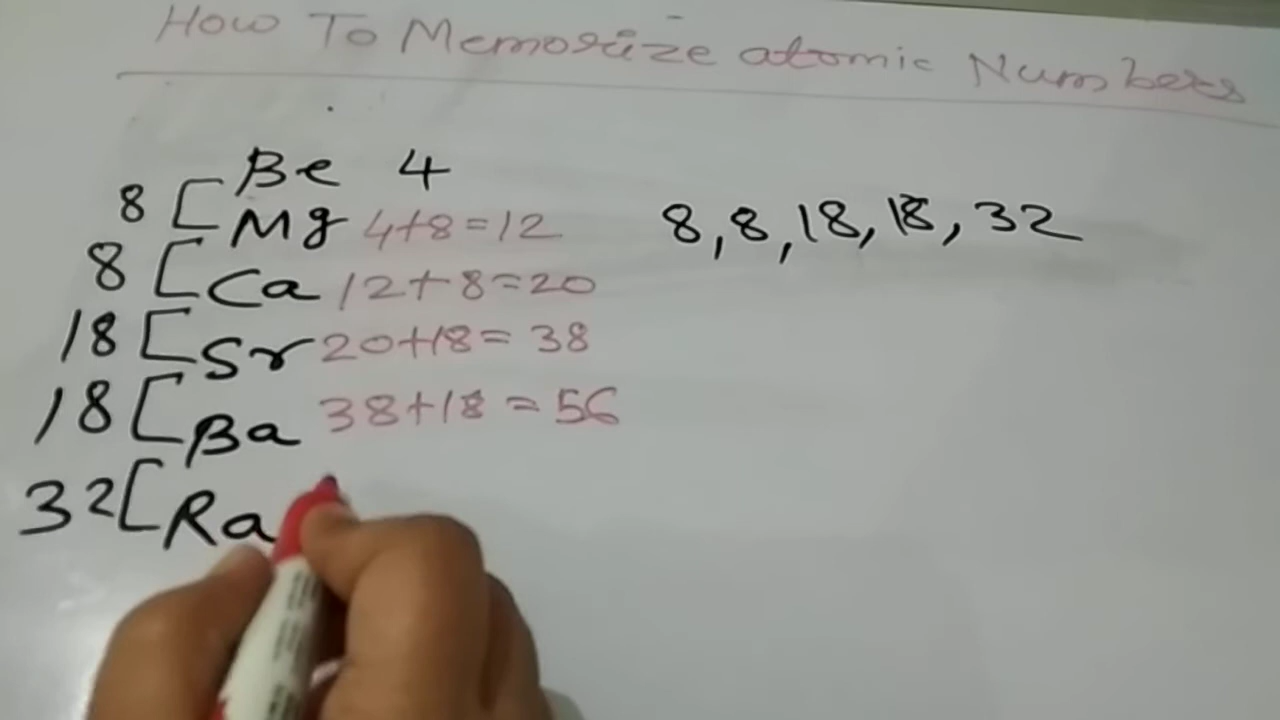 How To Memorize atomic Numbers
Be 4
8 [ Mg 4+8=12
8,8,18,18,32
8 [ Ca 12+8=20
18 [ Sr 20+18=38
18 [ Ba 38+18=56
32 [ Ra